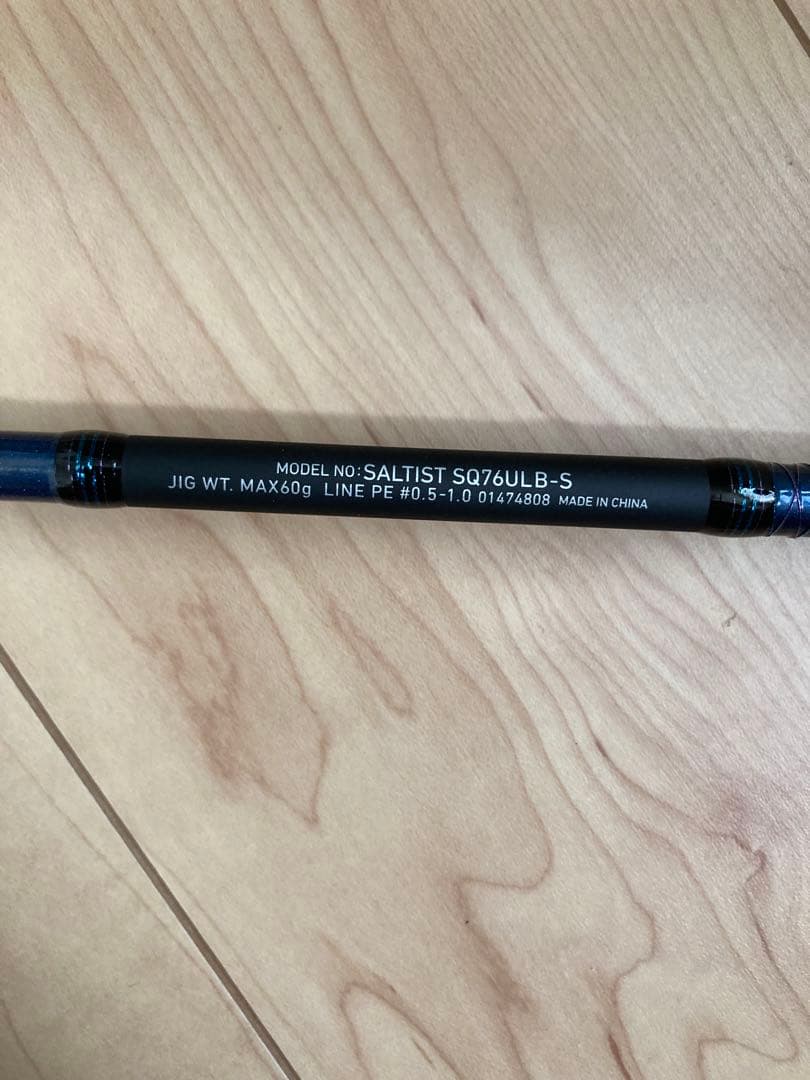 MODEL NO:SALTIST SQ76ULB-S
JIG WT. MAX60g LINE PE #0.5-1.0 01474808 MADE IN CHINA